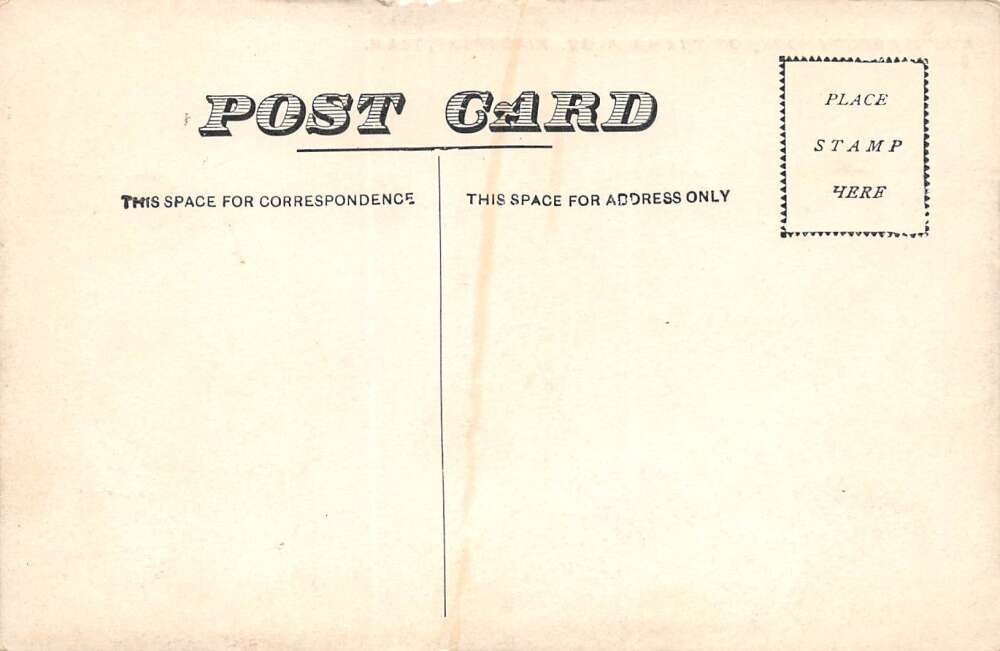 POST CARD
THIS SPACE FOR CORRESPONDENCE
THIS SPACE FOR ADDRESS ONLY
PLACE
STAMP
HERE